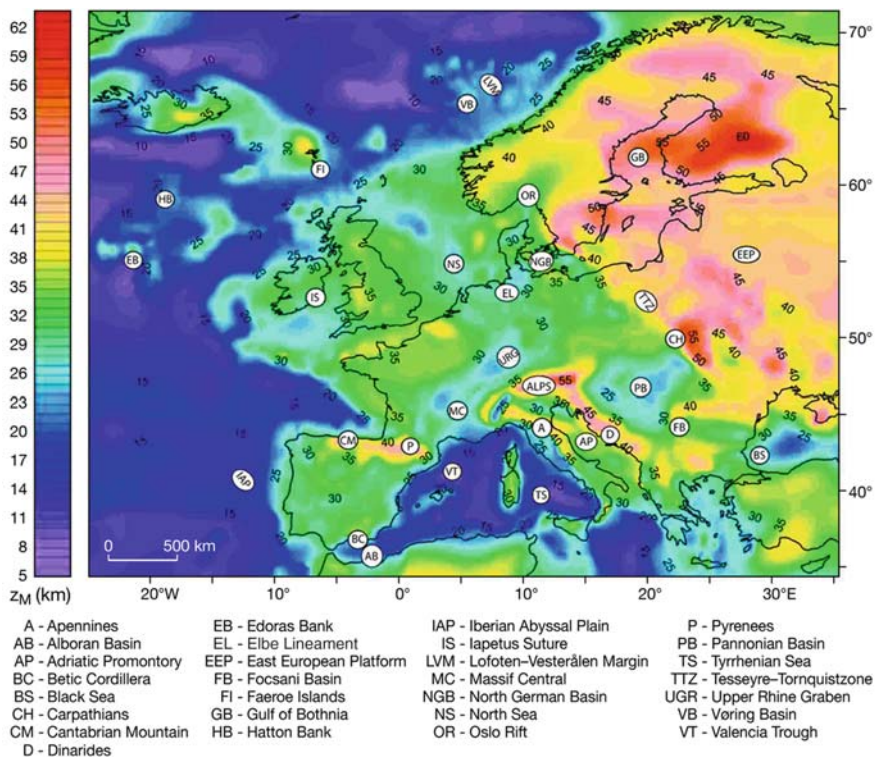 62
59
56
53
50
47
44
41
38
35
32
29
26
23
20
17
14
11
8
5
z_M (km)
70°
60°
50°
40°
20°W
10°
0°
10°
20°
30°E
0 500 km
LVM
VB
FI
HB
EB
GB
OR
NS
NGB
EEP
IS
EL
TTZ
CH
URG
ALPS
PB
MC
FB
CM
P
A
AP
D
BS
IAP
VT
TS
BC
AB
A - Apennines
AB - Alboran Basin
AP - Adriatic Promontory
BC - Betic Cordillera
BS - Black Sea
CH - Carpathians
CM - Cantabrian Mountain
D - Dinarides
EB - Edoras Bank
EL - Elbe Lineament
EEP - East European Platform
FB - Focsani Basin
FI - Faeroe Islands
GB - Gulf of Bothnia
HB - Hatton Bank
IAP - Iberian Abyssal Plain
IS - Iapetus Suture
LVM - Lofoten–Vesterålen Margin
MC - Massif Central
NGB - North German Basin
NS - North Sea
OR - Oslo Rift
P - Pyrenees
PB - Pannonian Basin
TS - Tyrrhenian Sea
TTZ - Tesseyre–Tornquistzone
UGR - Upper Rhine Graben
VB - Vøring Basin
VT - Valencia Trough